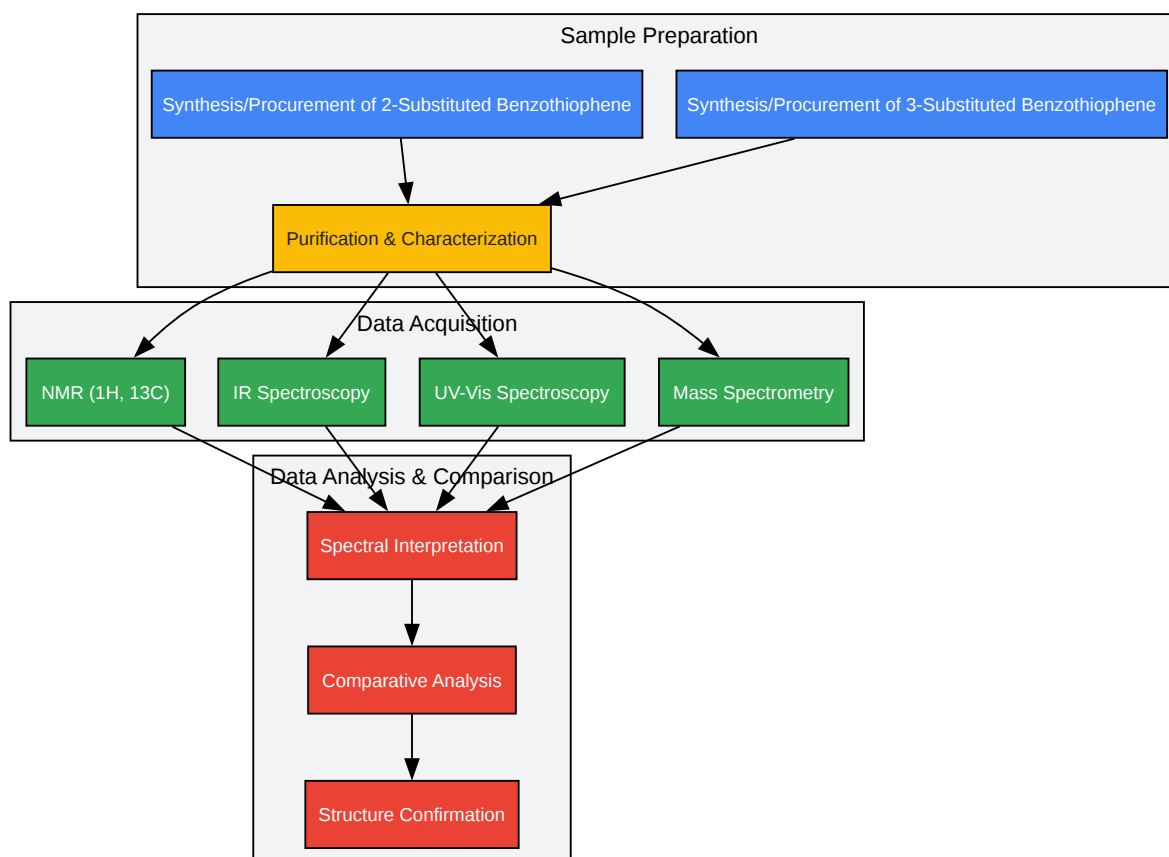 Sample Preparation
Synthesis/Procurement of 2-Substituted Benzothiophene
Synthesis/Procurement of 3-Substituted Benzothiophene
Purification & Characterization
Data Acquisition
NMR (1H, 13C)
IR Spectroscopy
UV-Vis Spectroscopy
Mass Spectrometry
Data Analysis & Comparison
Spectral Interpretation
Comparative Analysis
Structure Confirmation